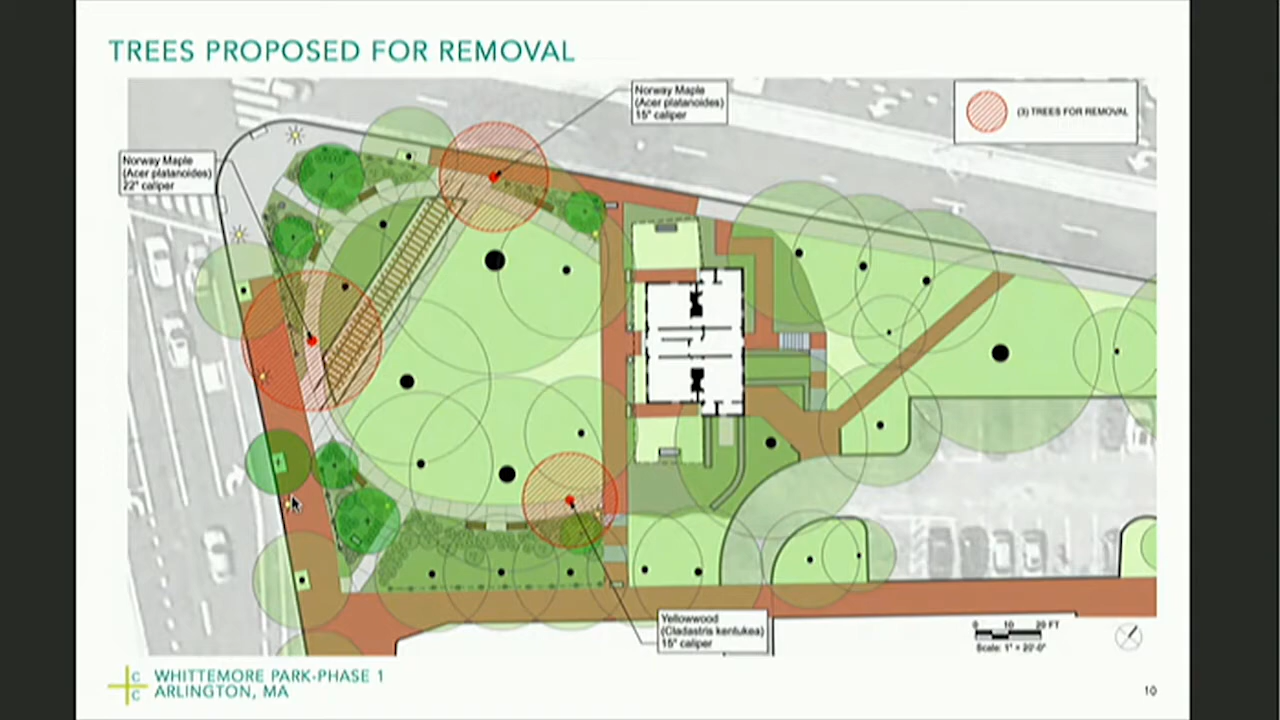 TREES PROPOSED FOR REMOVAL
Norway Maple
(Acer platanoides)
15" caliper
(3) TREES FOR REMOVAL
Norway Maple
(Acer platanoides)
22" caliper
Yellowwood
(Cladastris kentukea)
15" caliper
0 10 20 FT
Scale: 1" = 20'-0"
C
C
WHITTEMORE PARK-PHASE 1
ARLINGTON, MA
10